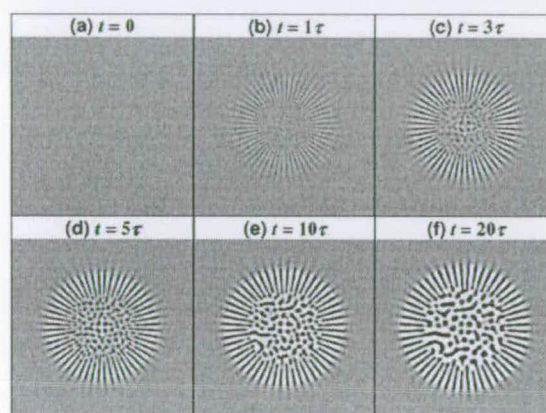 (a) t = 0
(b) t = 1τ
(c) t = 3τ
(d) t = 5τ
(e) t = 10τ
(f) t = 20τ